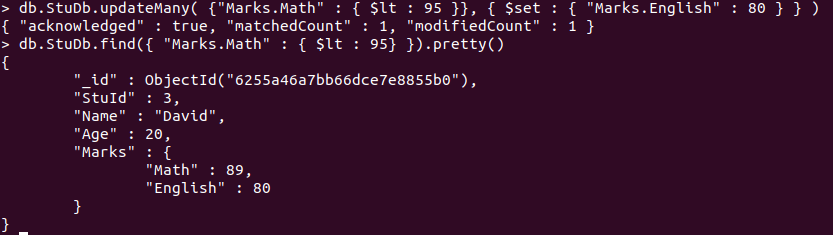 > db.StuDb.updateMany( {"Marks.Math" : { $lt : 95 }}, { $set : { "Marks.English" : 80 } } )
{ "acknowledged" : true, "matchedCount" : 1, "modifiedCount" : 1 }
> db.StuDb.find({ "Marks.Math" : { $lt : 95} }).pretty()
{
        "_id" : ObjectId("6255a46a7bb66dce7e8855b0"),
        "StuId" : 3,
        "Name" : "David",
        "Age" : 20,
        "Marks" : {
                "Math" : 89,
                "English" : 80
        }
}